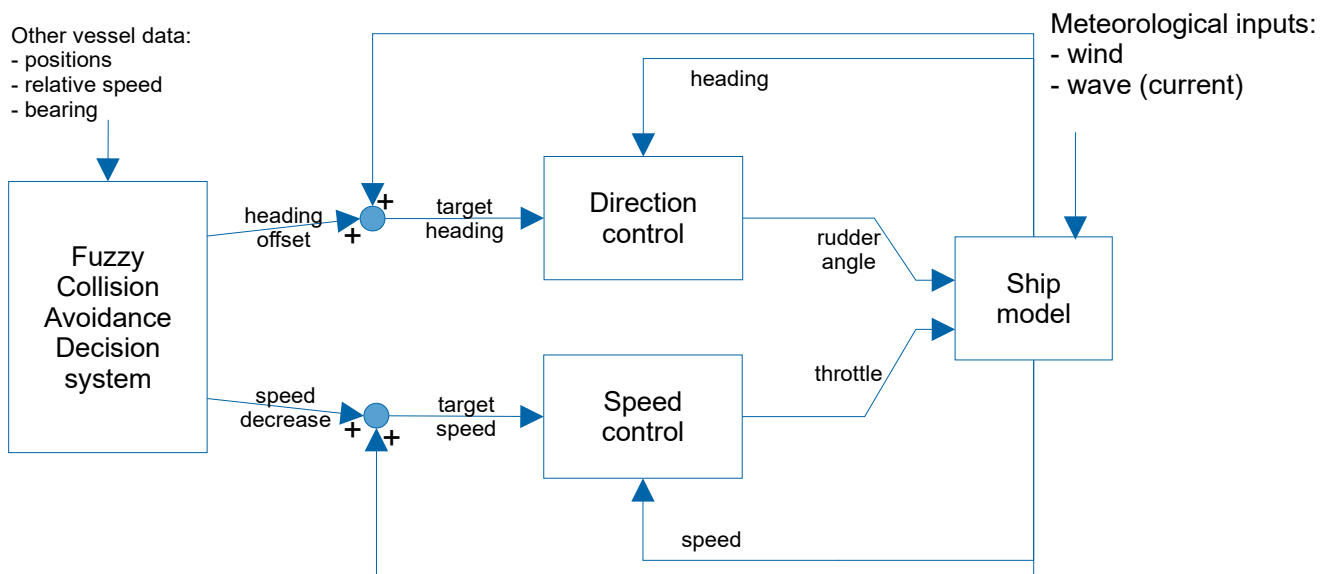 Other vessel data:
- positions
- relative speed
- bearing
Meteorological inputs:
- wind
- wave (current)
heading
Fuzzy
Collision
Avoidance
Decision
system
heading
offset
+
+
target
heading
Direction
control
rudder
angle
Ship
model
speed
decrease
+
+
target
speed
Speed
control
throttle
speed